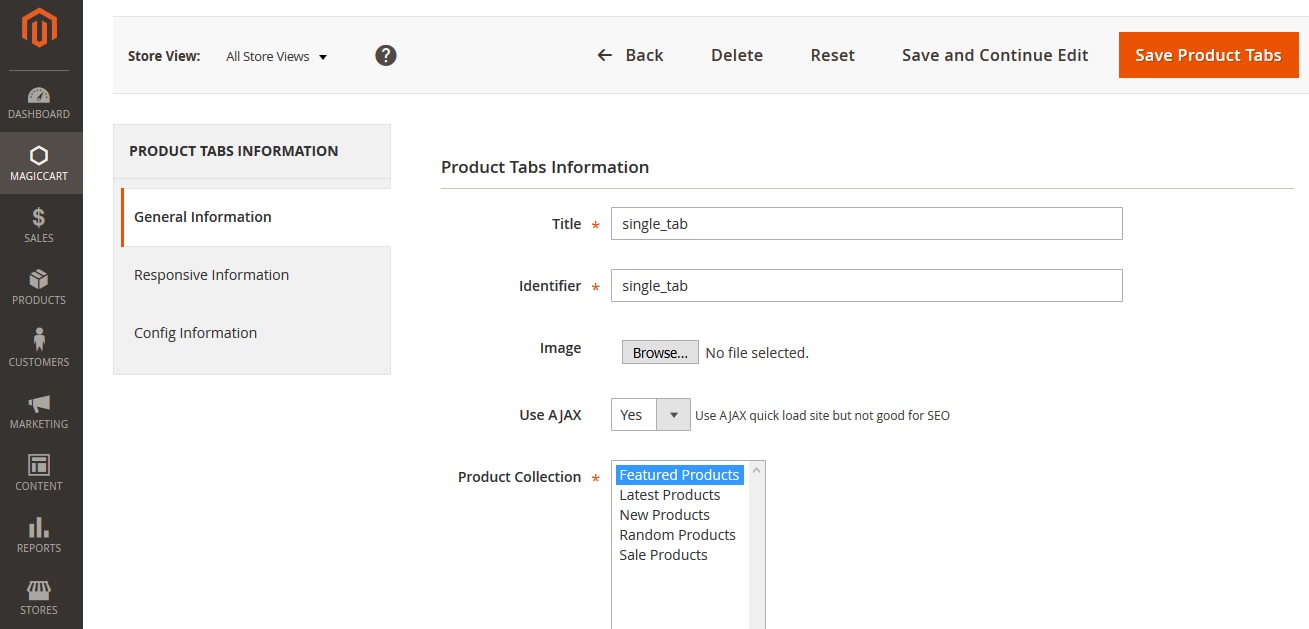 Store View: All Store Views ? Back Delete Reset Save and Continue Edit Save Product Tabs
DASHBOARD
MAGICCART
$
SALES
PRODUCTS
CUSTOMERS
MARKETING
CONTENT
REPORTS
STORES
PRODUCT TABS INFORMATION
General Information
Responsive Information
Config Information
Product Tabs Information
Title * single_tab
Identifier * single_tab
Image Browse... No file selected.
Use AJAX Yes Use AJAX quick load site but not good for SEO
Product Collection * Featured Products
Latest Products
New Products
Random Products
Sale Products